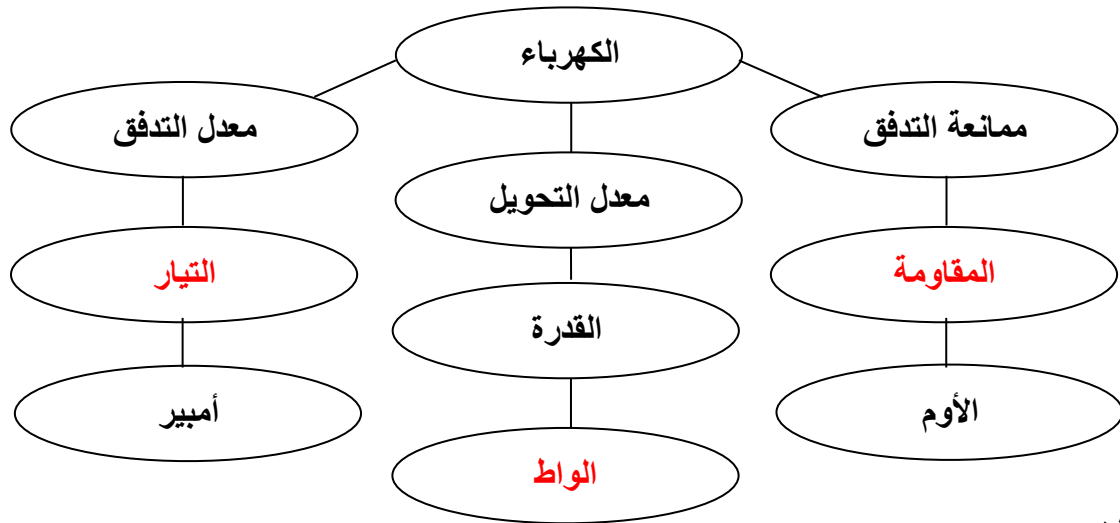 الكهرباء
ممانعة التدفق
معدل التحويل
معدل التدفق
المقاومة
القدرة
التيار
الأوم
الواط
أمبير